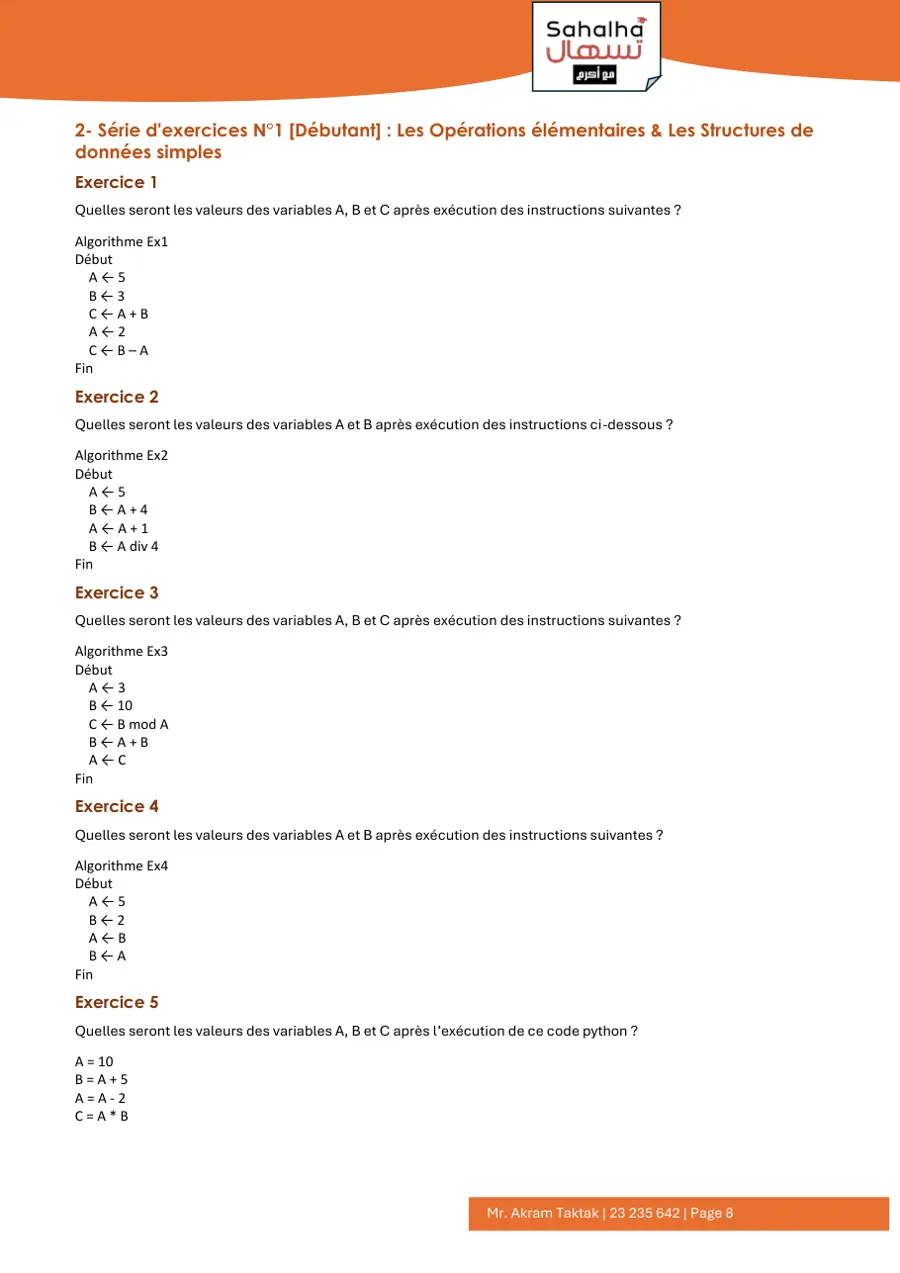 Sahalha
تسهال
مع أكرم
2- Série d'exercices N°1 [Débutant] : Les Opérations élémentaires & Les Structures de
données simples
Exercice 1
Quelles seront les valeurs des variables A, B et C après exécution des instructions suivantes ?
Algorithme Ex1
Début
A ← 5
B ← 3
C ← A + B
A ← 2
C ← B – A
Fin
Exercice 2
Quelles seront les valeurs des variables A et B après exécution des instructions ci-dessous ?
Algorithme Ex2
Début
A ← 5
B ← A + 4
A ← A + 1
B ← A div 4
Fin
Exercice 3
Quelles seront les valeurs des variables A, B et C après exécution des instructions suivantes ?
Algorithme Ex3
Début
A ← 3
B ← 10
C ← B mod A
B ← A + B
A ← C
Fin
Exercice 4
Quelles seront les valeurs des variables A et B après exécution des instructions suivantes ?
Algorithme Ex4
Début
A ← 5
B ← 2
A ← B
B ← A
Fin
Exercice 5
Quelles seront les valeurs des variables A, B et C après l’exécution de ce code python ?
A = 10
B = A + 5
A = A - 2
C = A * B
Mr. Akram Taktak | 23 235 642 | Page 8